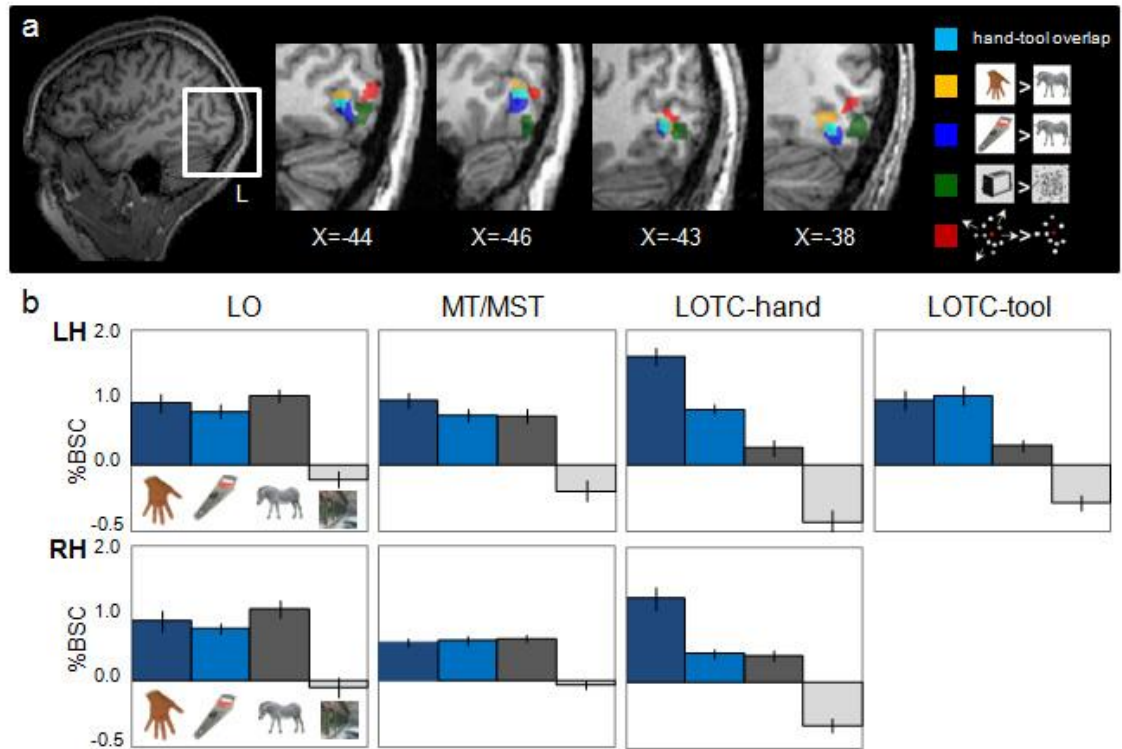 a
L
X=-44
X=-46
X=-43
X=-38
hand-tool overlap
>
>
>
>
b
LO
MT/MST
LOTC-hand
LOTC-tool
LH
2.0
1.0
0.0
-0.5
%BSC
RH
2.0
1.0
0.0
-0.5
%BSC